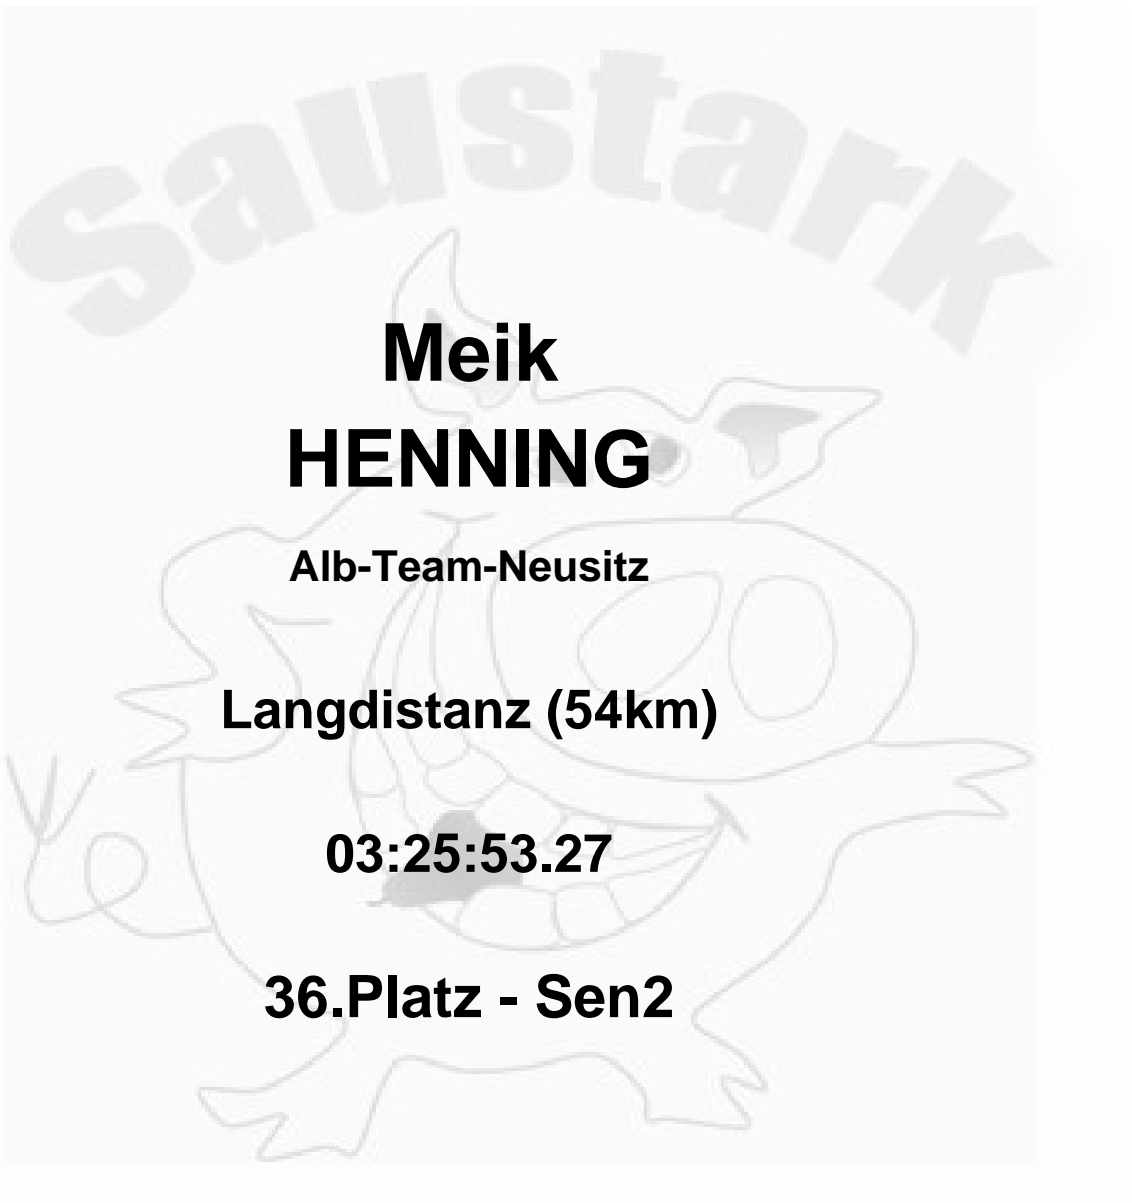 Saustark
Meik
HENNING
Alb-Team-Neusitz
Langdistanz (54km)
03:25:53.27
36.Platz - Sen2